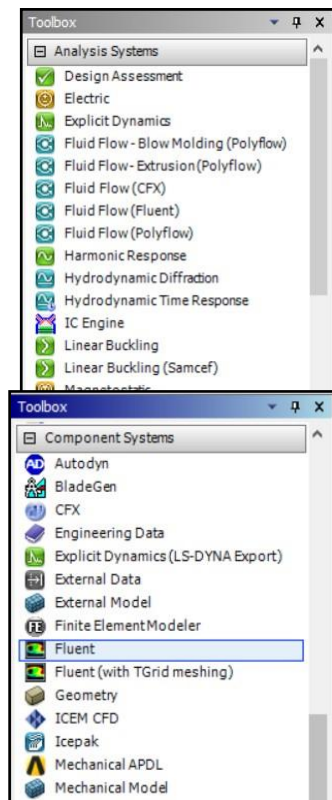 Toolbox
Analysis Systems
Design Assessment
Electric
Explicit Dynamics
Fluid Flow - Blow Molding (Polyflow)
Fluid Flow - Extrusion (Polyflow)
Fluid Flow (CFX)
Fluid Flow (Fluent)
Fluid Flow (Polyflow)
Harmonic Response
Hydrodynamic Diffraction
Hydrodynamic Time Response
IC Engine
Linear Buckling
Linear Buckling (Samcef)
Magnetostatic
Toolbox
Component Systems
AD Autodyn
BladeGen
CFX
Engineering Data
Explicit Dynamics (LS-DYNA Export)
External Data
External Model
FE Finite Element Modeler
Fluent
Fluent (with TGrid meshing)
Geometry
ICEM CFD
Icepak
Mechanical APDL
Mechanical Model